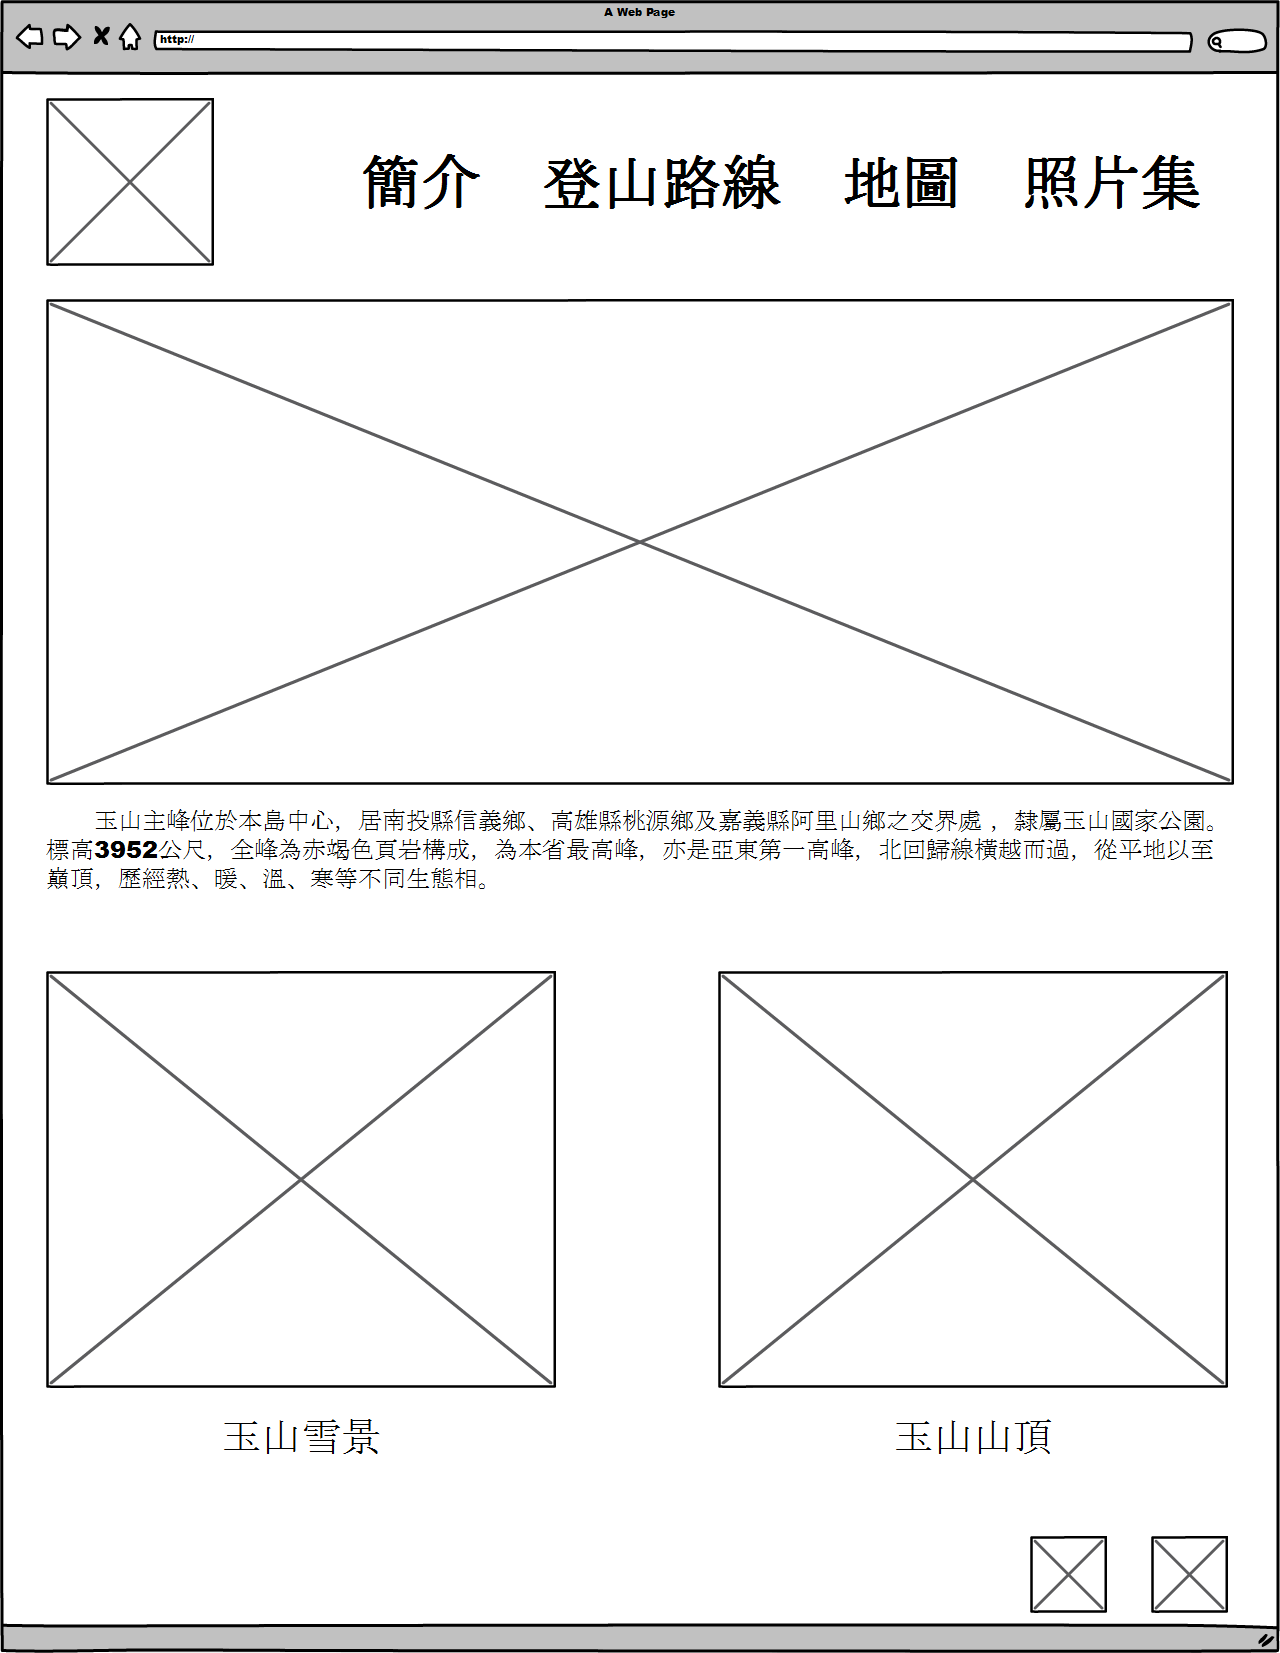 A Web Page
http://
簡介 登山路線 地圖 照片集
玉山主峰位於本島中心，居南投縣信義鄉、高雄縣桃源鄉及嘉義縣阿里山鄉之交界處，隸屬玉山國家公園。
標高3952公尺，全峰為赤竭色頁岩構成，為本省最高峰，亦是亞東第一高峰，北回歸線橫越而過，從平地以至
巔頂，歷經熱、暖、溫、寒等不同生態相。
玉山雪景 玉山山頂